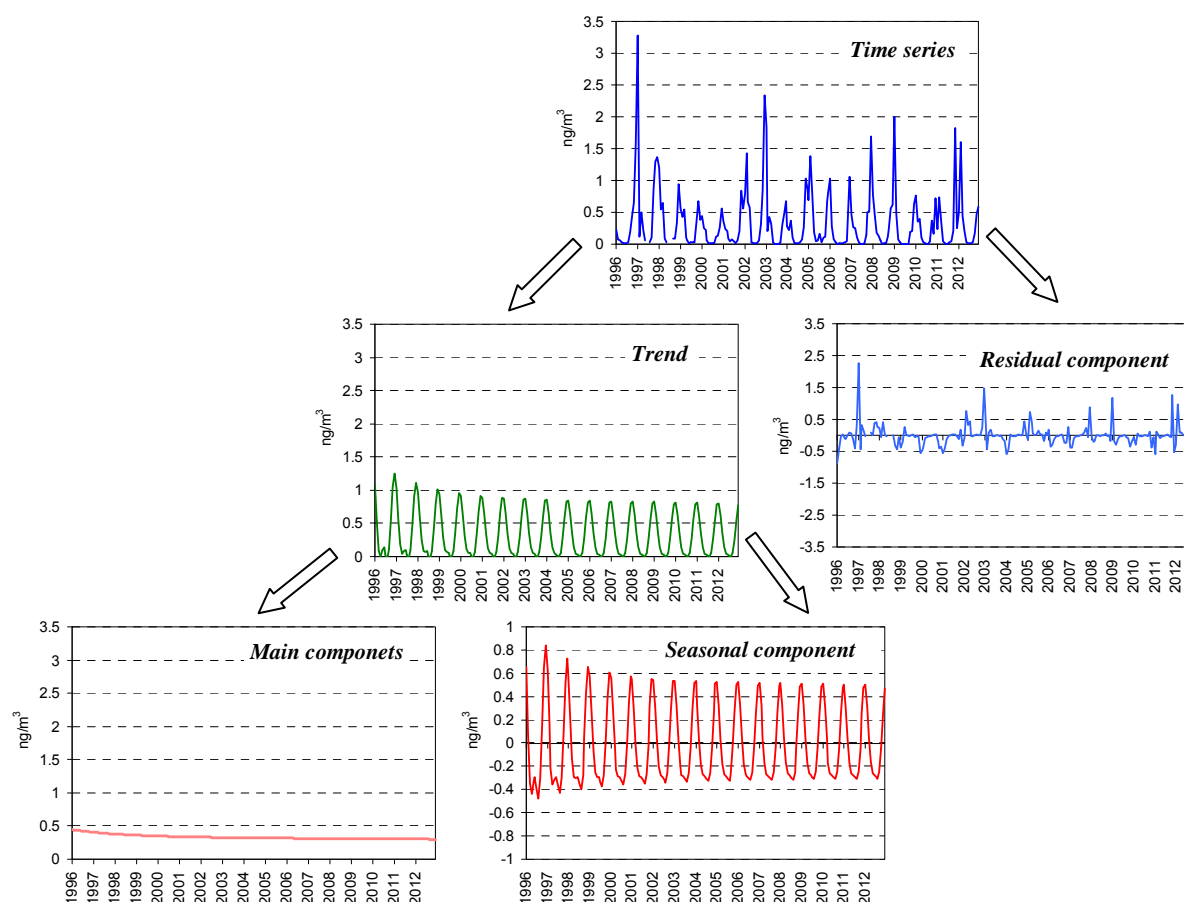 Time series
ng/m³
3.5
3
2.5
2
1.5
1
0.5
0
1996 1997 1998 1999 2000 2001 2002 2003 2004 2005 2006 2007 2008 2009 2010 2011 2012
Trend
ng/m³
3.5
3
2.5
2
1.5
1
0.5
0
1996 1997 1998 1999 2000 2001 2002 2003 2004 2005 2006 2007 2008 2009 2010 2011 2012
Residual component
ng/m³
3.5
2.5
1.5
0.5
-0.5
-1.5
-2.5
-3.5
1996 1997 1998 1999 2000 2001 2002 2003 2004 2005 2006 2007 2008 2009 2010 2011 2012
Main componets
ng/m³
3.5
3
2.5
2
1.5
1
0.5
0
1996 1997 1998 1999 2000 2001 2002 2003 2004 2005 2006 2007 2008 2009 2010 2011 2012
Seasonal component
ng/m³
1
0.8
0.6
0.4
0.2
0
-0.2
-0.4
-0.6
-0.8
-1
1996 1997 1998 1999 2000 2001 2002 2003 2004 2005 2006 2007 2008 2009 2010 2011 2012